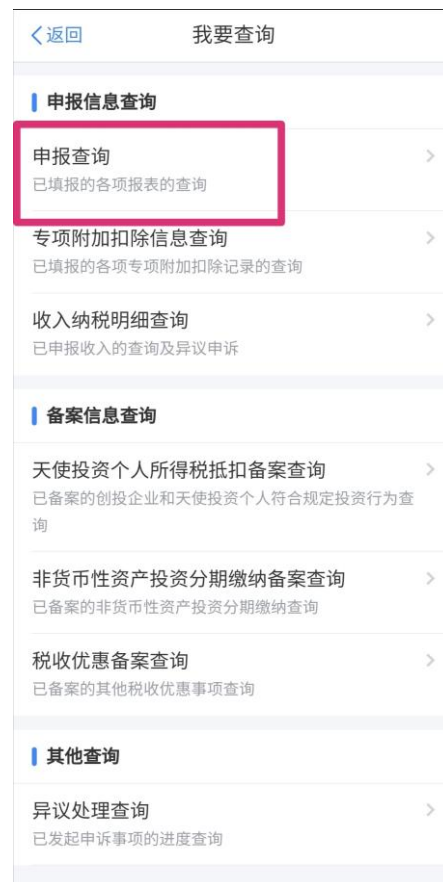 返回
我要查询
申报信息查询
申报查询
已填报的各项报表的查询
专项附加扣除信息查询
已填报的各项专项附加扣除记录的查询
收入纳税明细查询
已申报收入的查询及异议申诉
备案信息查询
天使投资个人所得税抵扣备案查询
已备案的创投企业和天使投资个人符合规定投资行为查
询
非货币性资产投资分期缴纳备案查询
已备案的非货币性资产投资分期缴纳查询
税收优惠备案查询
已备案的其他税收优惠事项查询
其他查询
异议处理查询
已发起申诉事项的进度查询